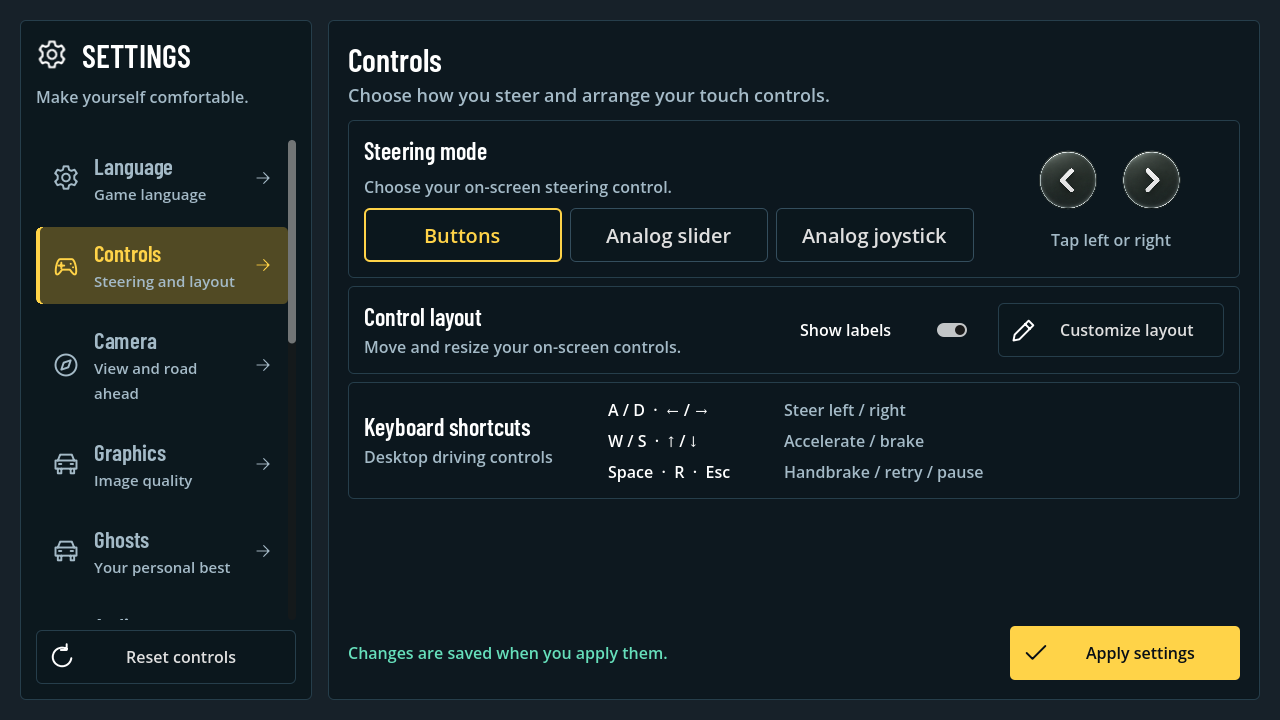 SETTINGS
Make yourself comfortable.
Language
Game language
Controls
Steering and layout
Camera
View and road
ahead
Graphics
Image quality
Ghosts
Your personal best
Reset controls
Controls
Choose how you steer and arrange your touch controls.
Steering mode
Choose your on-screen steering control.
Buttons
Analog slider
Analog joystick
Tap left or right
Control layout
Move and resize your on-screen controls.
Show labels
Customize layout
Keyboard shortcuts
Desktop driving controls
A / D · ← / → Steer left / right
W / S · ↑ / ↓ Accelerate / brake
Space · R · Esc Handbrake / retry / pause
Changes are saved when you apply them.
Apply settings